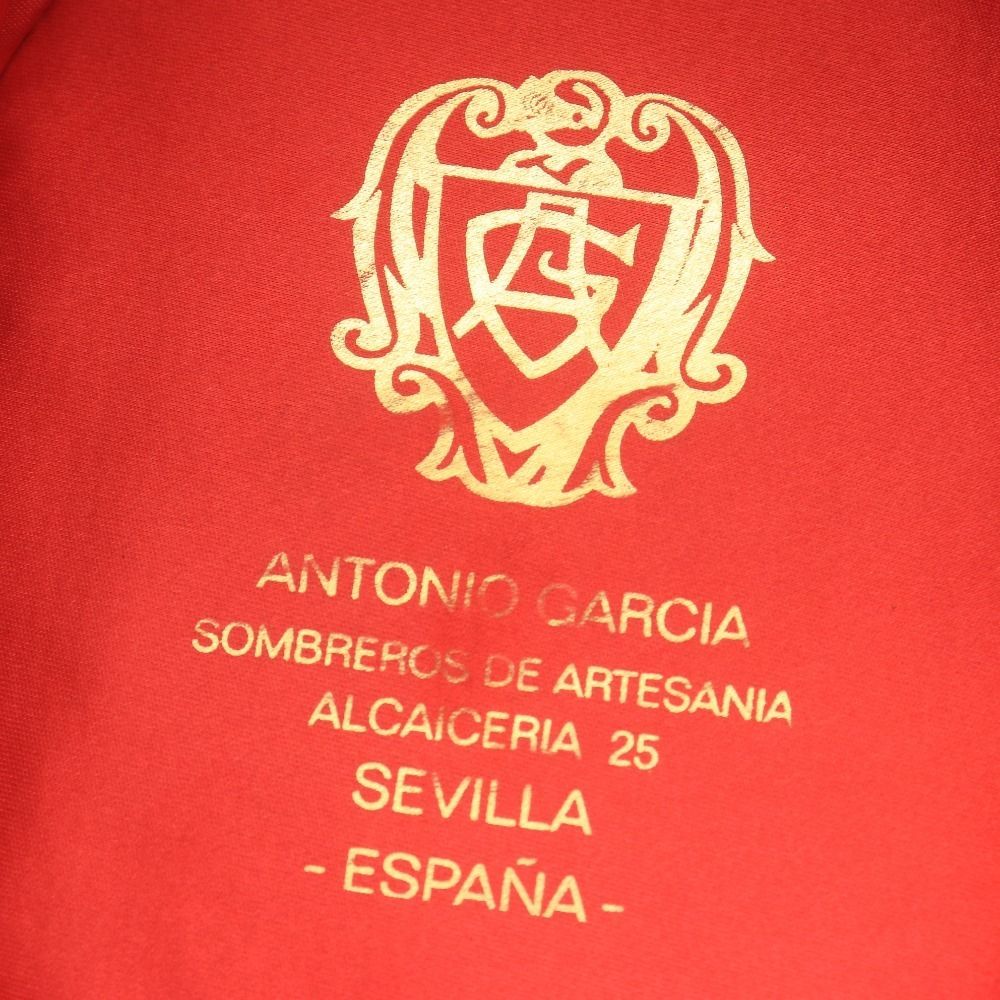 ANTONIO GARCIA
SOMBREROS DE ARTESANIA
ALCAICERIA 25
SEVILLA
- ESPAÑA -